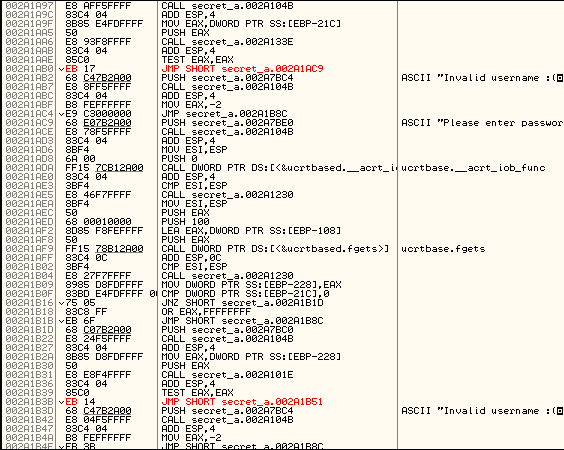 002A1A97 E8 AFF5FFFF CALL secret_a.002A104B
002A1A9C 83C4 04 ADD ESP,4
002A1A9F 8B85 E4FDFFFF MOV EAX,DWORD PTR SS:[EBP-21C]
002A1AA5 50 PUSH EAX
002A1AA6 E8 93F8FFFF CALL secret_a.002A133E
002A1AAB 83C4 04 ADD ESP,4
002A1AAE 85C0 TEST EAX,EAX
002A1AB0 EB 17 JMP SHORT secret_a.002A1AC9
002A1AB2 68 C47B2A00 PUSH secret_a.002A7BC4 ASCII "Invalid username :(
002A1AB7 E8 8FF5FFFF CALL secret_a.002A104B
002A1ABC 83C4 04 ADD ESP,4
002A1ABF B8 FEFFFFFF MOV EAX,-2
002A1AC4 E9 C3000000 JMP secret_a.002A1B8C
002A1AC9 68 E07B2A00 PUSH secret_a.002A7BE0 ASCII "Please enter passwor
002A1ACE E8 78F5FFFF CALL secret_a.002A104B
002A1AD3 83C4 04 ADD ESP,4
002A1AD6 8BF4 MOV ESI,ESP
002A1AD8 6A 00 PUSH 0
002A1ADA FF15 7CB12A00 CALL DWORD PTR DS:[<&ucrtbased.__acrt_i ucrtbase.__acrt_iob_func
002A1AE0 83C4 04 ADD ESP,4
002A1AE3 3BF4 CMP ESI,ESP
002A1AE5 E8 46F7FFFF CALL secret_a.002A1230
002A1AEA 8BF4 MOV ESI,ESP
002A1AEC 50 PUSH EAX
002A1AED 68 00010000 PUSH 100
002A1AF2 8D85 F8FEFFFF LEA EAX,DWORD PTR SS:[EBP-108]
002A1AF8 50 PUSH EAX
002A1AF9 FF15 78B12A00 CALL DWORD PTR DS:[<&ucrtbased.fgets>] ucrtbase.fgets
002A1AFF 83C4 0C ADD ESP,0C
002A1B02 3BF4 CMP ESI,ESP
002A1B04 E8 27F7FFFF CALL secret_a.002A1230
002A1B09 8985 D8FDFFFF MOV DWORD PTR SS:[EBP-228],EAX
002A1B0F 83BD E4FDFFFF 0 CMP DWORD PTR SS:[EBP-21C],0
002A1B16 75 05 JNZ SHORT secret_a.002A1B1D
002A1B18 83C8 FF OR EAX,FFFFFFFF
002A1B1B EB 6F JMP SHORT secret_a.002A1B8C
002A1B1D 68 C07B2A00 PUSH secret_a.002A7BC0
002A1B22 E8 24F5FFFF CALL secret_a.002A104B
002A1B27 83C4 04 ADD ESP,4
002A1B2A 8B85 D8FDFFFF MOV EAX,DWORD PTR SS:[EBP-228]
002A1B30 50 PUSH EAX
002A1B31 E8 E8F4FFFF CALL secret_a.002A101E
002A1B36 83C4 04 ADD ESP,4
002A1B39 85C0 TEST EAX,EAX
002A1B3B EB 14 JMP SHORT secret_a.002A1B51
002A1B3D 68 C47B2A00 PUSH secret_a.002A7BC4 ASCII "Invalid username :(
002A1B42 E8 04F5FFFF CALL secret_a.002A104B
002A1B47 83C4 04 ADD ESP,4
002A1B4A B8 FEFFFFFF MOV EAX,-2
002A1B4F EB 3B JMP SHORT secret_a.002A1B8C